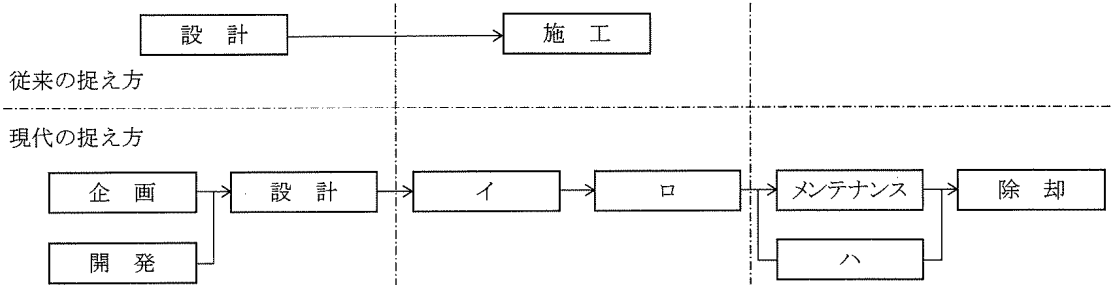 設 計
施 工
従来の捉え方
現代の捉え方
企 画
設 計
イ
ロ
メンテナンス
除 却
開 発
ハ